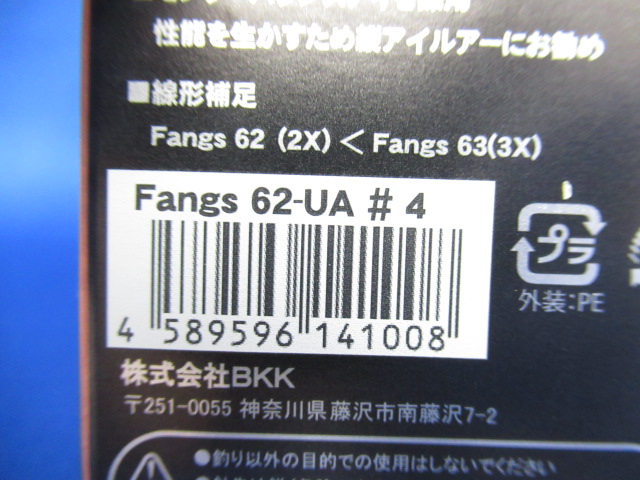 性能を生かすため縦アイルアーにお勧め
■線形補足
Fangs 62 (2X) < Fangs 63(3X)
Fangs 62-UA # 4
4 589596 141008
プラ
外装:PE
株式会社BKK
〒251-0055 神奈川県藤沢市南藤沢7-2
●釣り以外の目的での使用はしないでください